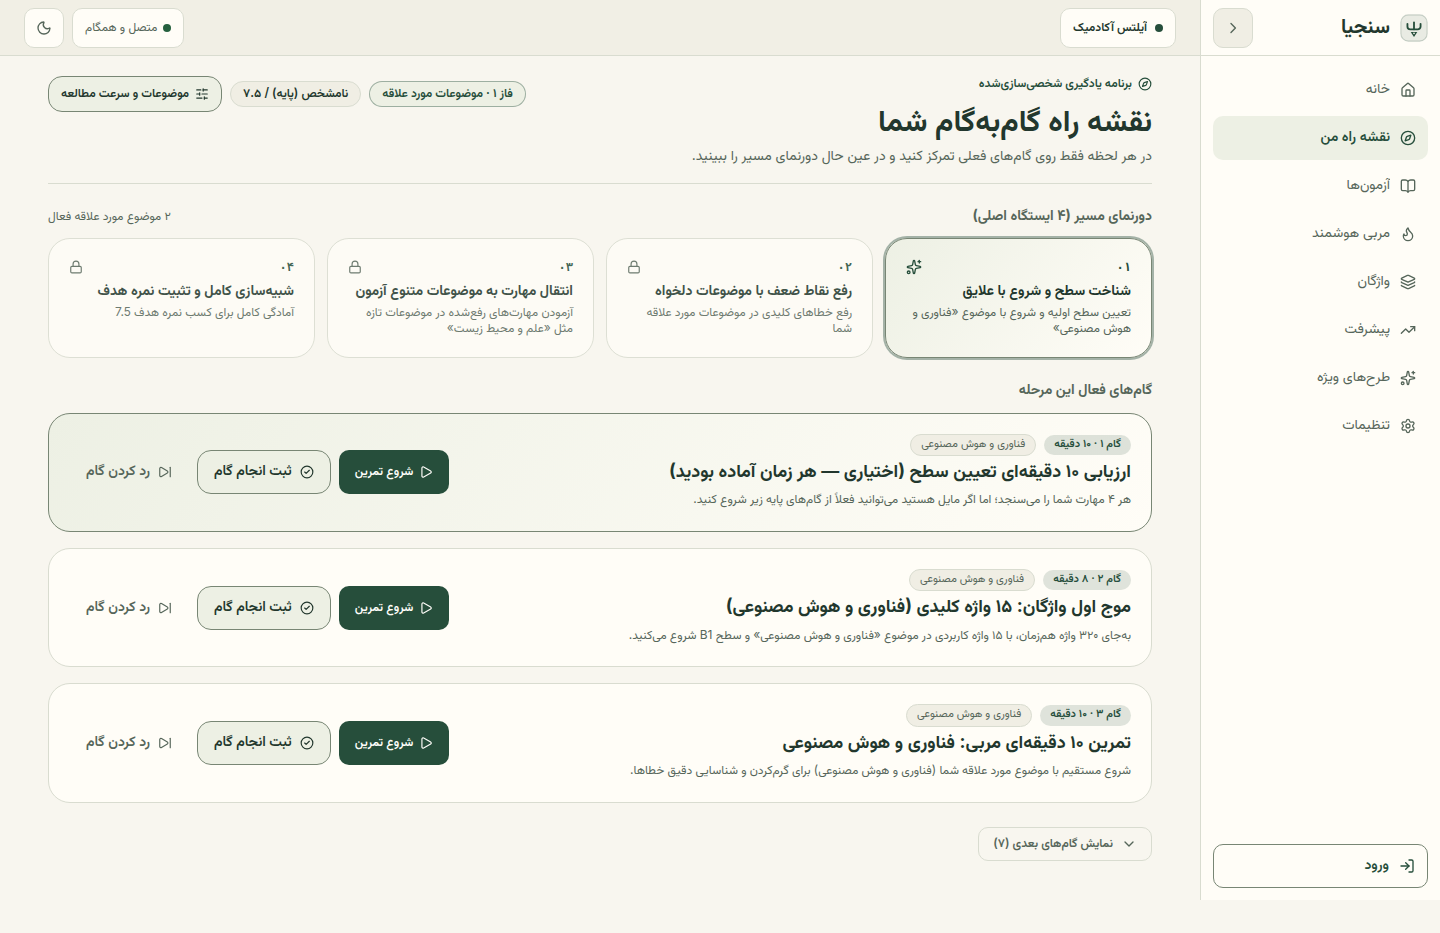 سنجیا
آیلتس آکادمیک
متصل و همگام
خانه
نقشه راه من
آزمون‌ها
مربی هوشمند
واژگان
پیشرفت
طرح‌های ویژه
تنظیمات
ورود
برنامه یادگیری شخصی‌سازی‌شده
نقشه راه گام‌به‌گام شما
در هر لحظه فقط روی گام‌های فعلی تمرکز کنید و در عین حال دورنمای مسیر را ببینید.
فاز ۱ · موضوعات مورد علاقه
نامشخص (پایه) / ۷.۵
موضوعات و سرعت مطالعه
دورنمای مسیر (۴ ایستگاه اصلی)
۲ موضوع مورد علاقه فعال
۰۱
شناخت سطح و شروع با علایق
تعیین سطح اولیه و شروع با موضوع «فناوری و
هوش مصنوعی»
۰۲
رفع نقاط ضعف با موضوعات دلخواه
رفع خطاهای کلیدی در موضوعات مورد علاقه
شما
۰۳
انتقال مهارت به موضوعات متنوع آزمون
آزمودن مهارت‌های رفع‌شده در موضوعات تازه
مثل «علم و محیط زیست»
۰۴
شبیه‌سازی کامل و تثبیت نمره هدف
آمادگی کامل برای کسب نمره هدف 7.5
گام‌های فعال این مرحله
گام ۱ · ۱۰ دقیقه
فناوری و هوش مصنوعی
ارزیابی ۱۰ دقیقه‌ای تعیین سطح (اختیاری — هر زمان آماده بودید)
هر ۴ مهارت شما را می‌سنجد؛ اما اگر مایل هستید می‌توانید فعلاً از گام‌های پایه زیر شروع کنید.
شروع تمرین
ثبت انجام گام
رد کردن گام
گام ۲ · ۸ دقیقه
فناوری و هوش مصنوعی
موج اول واژگان: ۱۵ واژه کلیدی (فناوری و هوش مصنوعی)
به‌جای ۳۲۰ واژه هم‌زمان، با ۱۵ واژه کاربردی در موضوع «فناوری و هوش مصنوعی» و سطح B1 شروع می‌کنید.
شروع تمرین
ثبت انجام گام
رد کردن گام
گام ۳ · ۱۰ دقیقه
فناوری و هوش مصنوعی
تمرین ۱۰ دقیقه‌ای مربی: فناوری و هوش مصنوعی
شروع مستقیم با موضوع مورد علاقه شما (فناوری و هوش مصنوعی) برای گرم‌کردن و شناسایی دقیق خطاها.
شروع تمرین
ثبت انجام گام
رد کردن گام
نمایش گام‌های بعدی (۷)